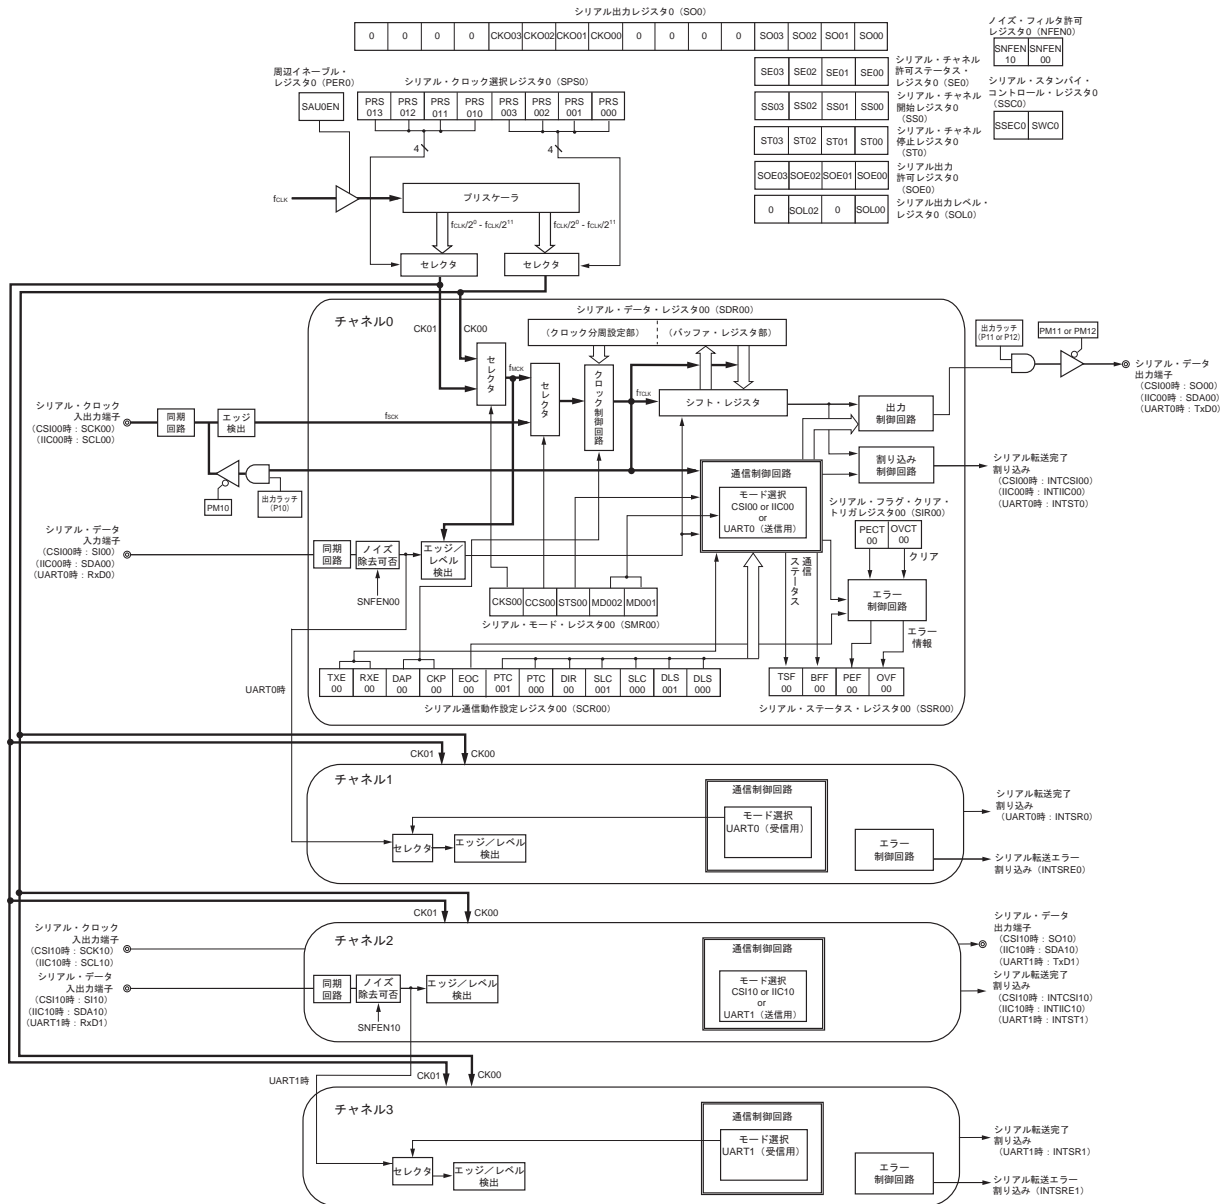 シリアル出力レジスタ0（SO0）
0 0 0 0 CKO03 CKO02 CKO01 CKO00 0 0 0 0 SO03 SO02 SO01 SO00
ノイズ・フィルタ許可
レジスタ0（NFEN0）
SNFEN
10
SNFEN
00
周辺イネーブル・
レジスタ0（PER0）
SAU0EN
シリアル・クロック選択レジスタ0（SPS0）
PRS
013
PRS
012
PRS
011
PRS
010
PRS
003
PRS
002
PRS
001
PRS
000
4
4
SE03 SE02 SE01 SE00
シリアル・チャネル
許可ステータス・
レジスタ0（SE0）
SS03 SS02 SS01 SS00
シリアル・チャネル
開始レジスタ0
（SS0）
ST03 ST02 ST01 ST00
シリアル・チャネル
停止レジスタ0
（ST0）
SOE03 SOE02 SOE01 SOE00
シリアル出力
許可レジスタ0
（SOE0）
0 SOL02 0 SOL00
シリアル出力レベル・
レジスタ0（SOL0）
シリアル・スタンバイ・
コントロール・レジスタ0
（SSC0）
SSEC0 SWC0
fCLK
プリスケーラ
fCLK/2⁰ - fCLK/2¹¹
fCLK/2⁰ - fCLK/2¹¹
セレクタ
セレクタ
チャネル0
CK01
CK00
シリアル・データ・レジスタ00（SDR00）
（クロック分周設定部）
（バッファ・レジスタ部）
セレクタ
fMCK
セレクタ
クロック制御回路
fTCLK
シフト・レジスタ
出力
制御回路
出力ラッチ
（P11 or P12）
PM11 or PM12
シリアル・データ
出力端子
（CSI00時：SO00）
（IIC00時：SDA00）
（UART0時：TxD0）
シリアル・クロック
入出力端子
（CSI00時：SCK00）
（IIC00時：SCL00）
同期
回路
エッジ
検出
fSCK
PM10
出力ラッチ
（P10）
通信制御回路
モード選択
CSI00 or IIC00
or
UART0（送信用）
割り込み
制御回路
シリアル転送完了
割り込み
（CSI00時：INTCSI00）
（IIC00時：INTIIC00）
（UART0時：INTST0）
シリアル・フラグ・クリア・
トリガレジスタ00（SIR00）
PECT
00
OVCT
00
クリア
シリアル・データ
入力端子
（CSI00時：SI00）
（IIC00時：SDA00）
（UART0時：RxD0）
同期
回路
ノイズ
除去可否
SNFEN00
エッジ／
レベル
検出
CKS00 CCS00 STS00 MD002 MD001
シリアル・モード・レジスタ00（SMR00）
通信
ステータス
エラー
制御回路
エラー
情報
UART0時
TXE
00
RXE
00
DAP
00
CKP
00
EOC
00
PTC
001
PTC
000
DIR
00
SLC
001
SLC
000
DLS
001
DLS
000
シリアル通信動作設定レジスタ00（SCR00）
TSF
00
BFF
00
PEF
00
OVF
00
シリアル・ステータス・レジスタ00（SSR00）
CK01
CK00
チャネル1
通信制御回路
モード選択
UART0（受信用）
セレクタ
エッジ／レベル
検出
エラー
制御回路
シリアル転送完了
割り込み
（UART0時：INTSR0）
シリアル転送エラー
割り込み（INTSRE0）
CK01
CK00
チャネル2
シリアル・クロック
入出力端子
（CSI10時：SCK10）
（IIC10時：SCL10）
シリアル・データ
入出力端子
（CSI10時：SI10）
（IIC10時：SDA10）
（UART1時：RxD1）
同期
回路
ノイズ
除去可否
SNFEN10
エッジ／レベル
検出
通信制御回路
モード選択
CSI10 or IIC10
or
UART1（送信用）
シリアル・データ
出力端子
（CSI10時：SO10）
（IIC10時：SDA10）
（UART1時：TxD1）
シリアル転送完了
割り込み
（CSI10時：INTCSI10）
（IIC10時：INTIIC10）
（UART1時：INTST1）
UART1時
CK01
CK00
チャネル3
通信制御回路
モード選択
UART1（受信用）
セレクタ
エッジ／レベル
検出
エラー
制御回路
シリアル転送完了
割り込み
（UART1時：INTSR1）
シリアル転送エラー
割り込み（INTSRE1）